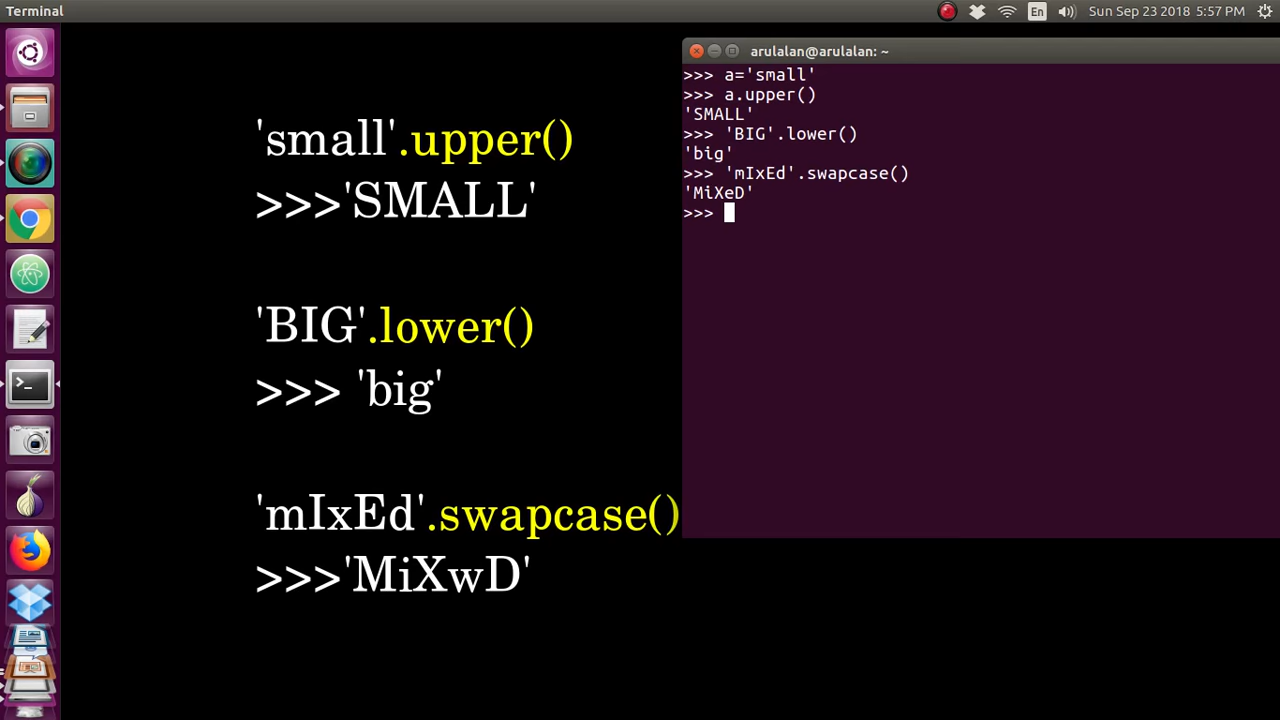 Terminal
En
Sun Sep 23 2018 5:57 PM
'small'.upper()
>>>'SMALL'
'BIG'.lower()
>>> 'big'
'mIxEd'.swapcase()
>>>'MiXwD'
arulalan@arulalan: ~
>>> a='small'
>>> a.upper()
'SMALL'
>>> 'BIG'.lower()
'big'
>>> 'mIxEd'.swapcase()
'MiXeD'
>>>